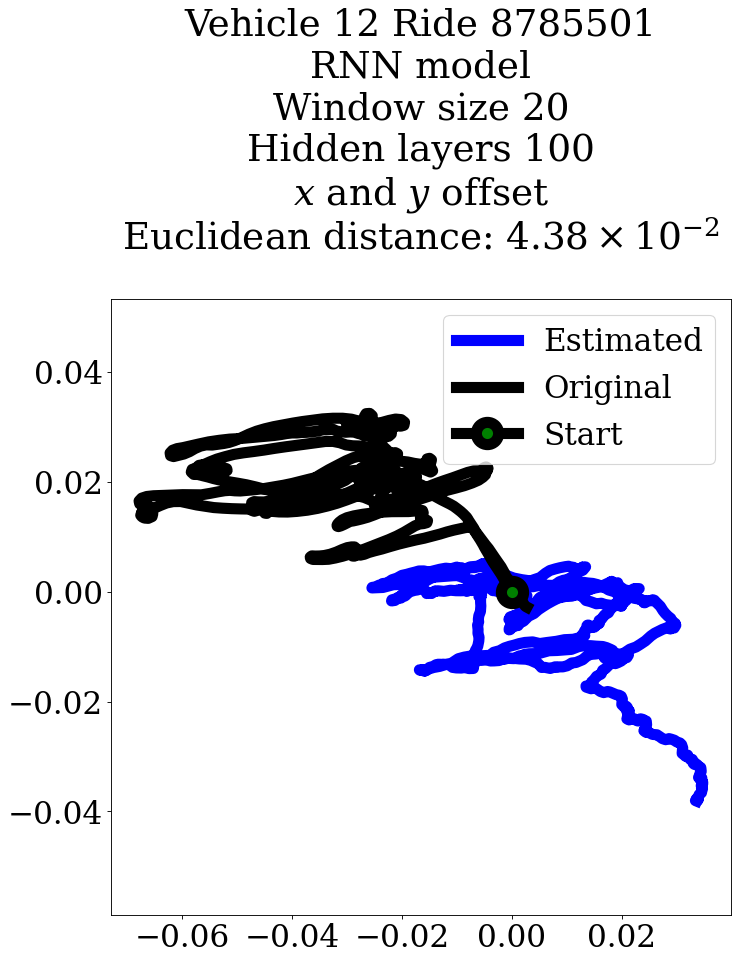 Vehicle 12 Ride 8785501
RNN model
Window size 20
Hidden layers 100
x and y offset
Euclidean distance: 4.38 × 10⁻²
Estimated
Original
Start
0.04
0.02
0.00
−0.02
−0.04
−0.06 −0.04 −0.02 0.00 0.02